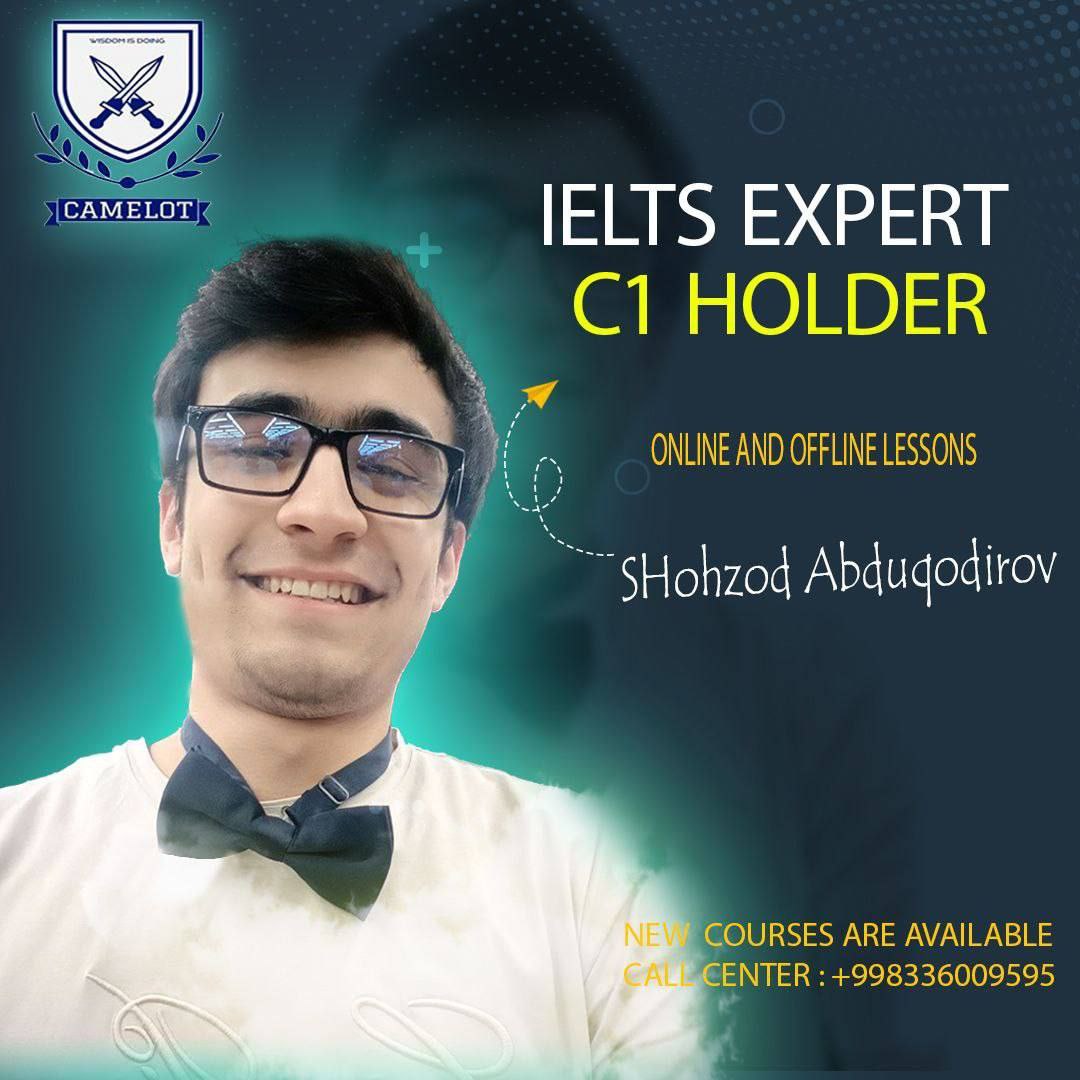 WISDOM IS DOING
CAMELOT
IELTS EXPERT
C1 HOLDER
ONLINE AND OFFLINE LESSONS
SHohzod Abduqodirov
NEW COURSES ARE AVAILABLE
CALL CENTER : +998336009595